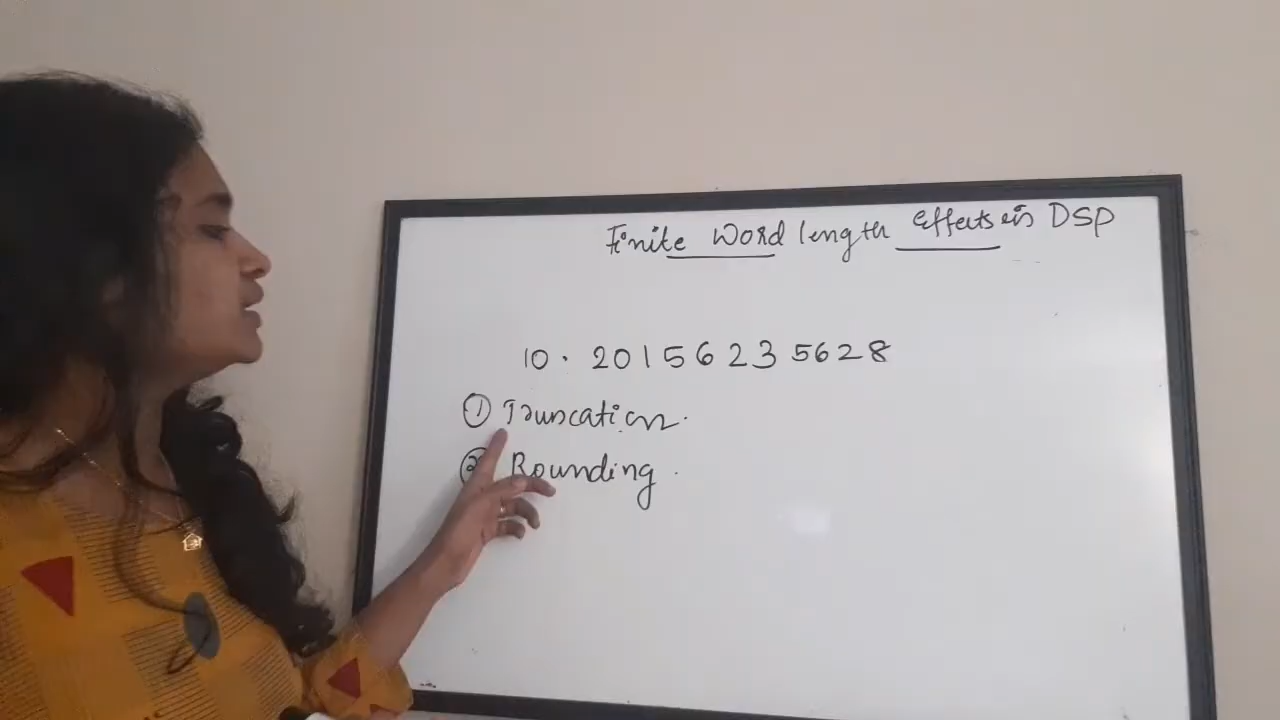 Finite Word length effects in DSP
10.20156235628
① Truncation.
② Rounding.